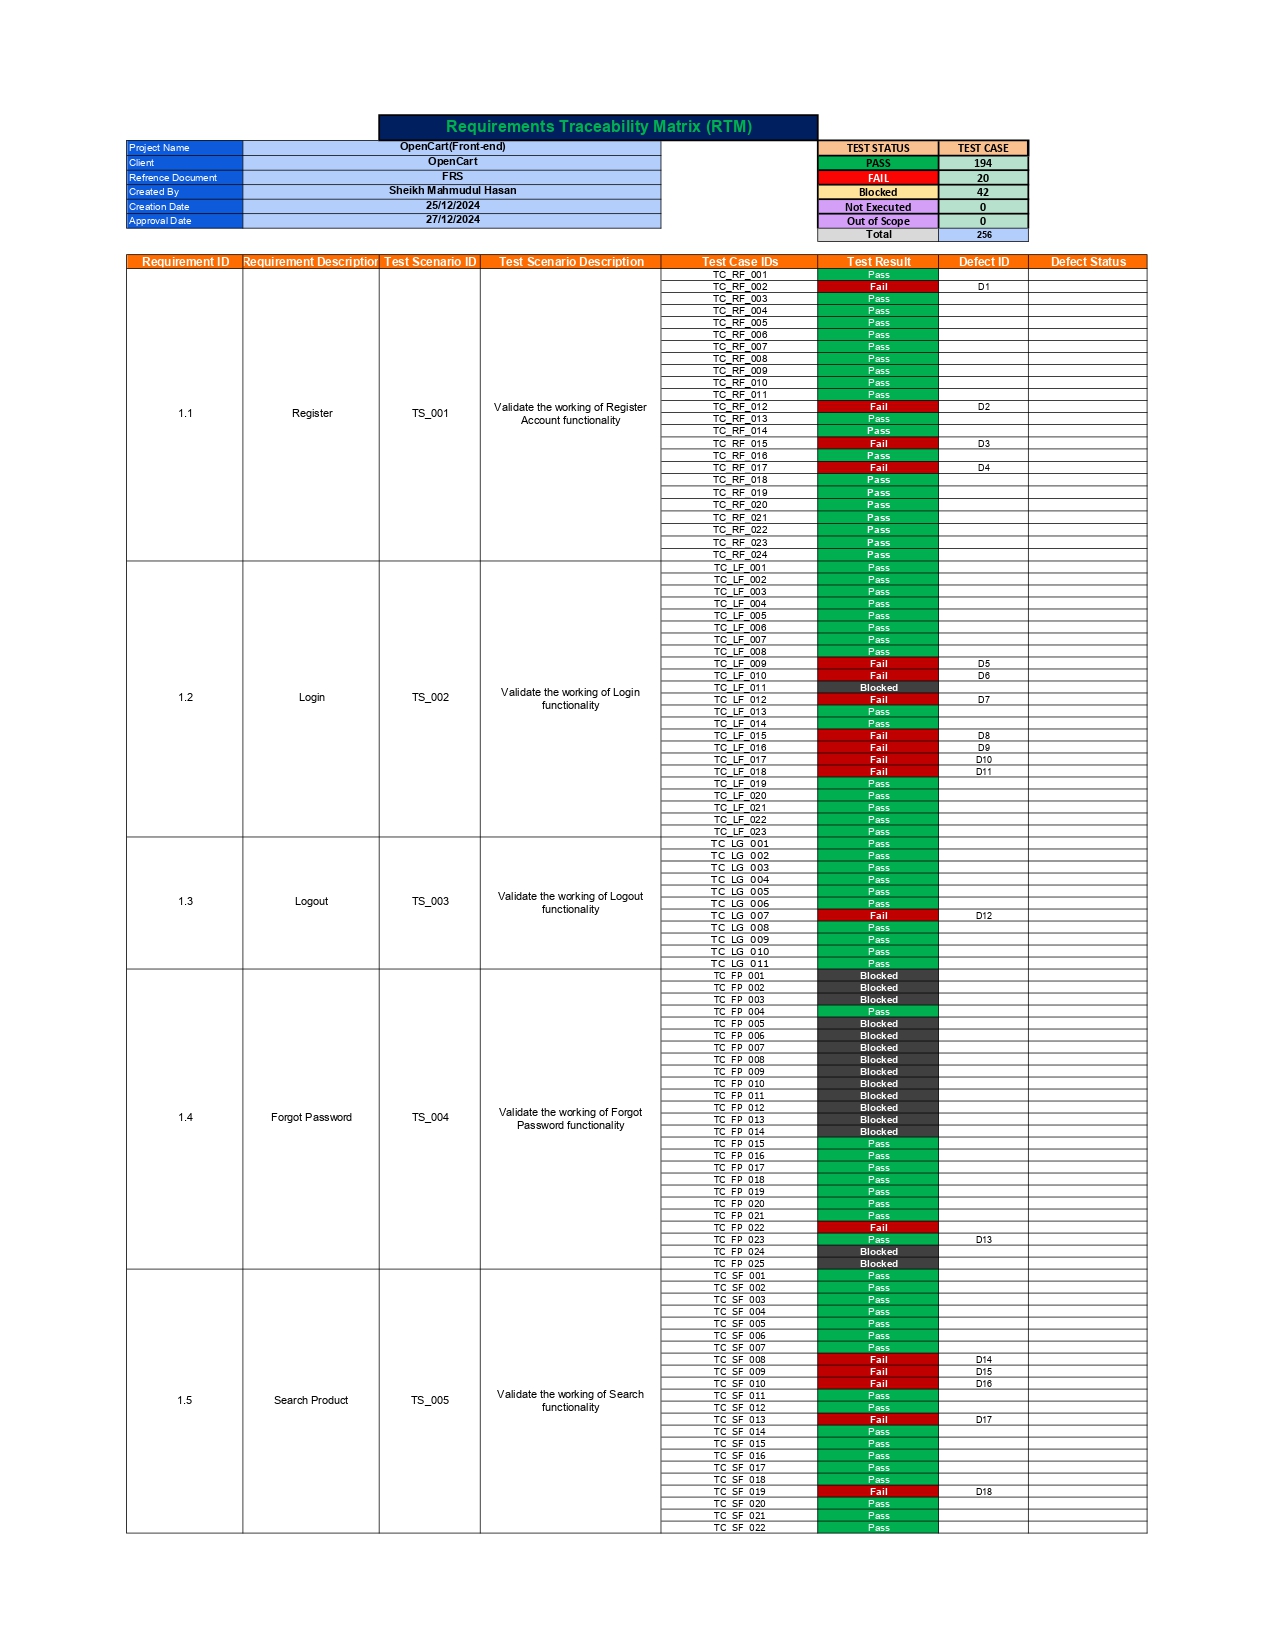 Requirements Traceability Matrix (RTM)
Project Name OpenCart(Front-end) TEST STATUS TEST CASE
Client OpenCart PASS 194
Refrence Document FRS FAIL 20
Created By Sheikh Mahmudul Hasan Blocked 42
Creation Date 25/12/2024 Not Executed 0
Approval Date 27/12/2024 Out of Scope 0
Total 256
Requirement ID Requirement Description Test Scenario ID Test Scenario Description Test Case IDs Test Result Defect ID Defect Status
1.1 Register TS_001 Validate the working of Register
Account functionality
TC_RF_001 Pass
TC_RF_002 Fail D1
TC_RF_003 Pass
TC_RF_004 Pass
TC_RF_005 Pass
TC_RF_006 Pass
TC_RF_007 Pass
TC_RF_008 Pass
TC_RF_009 Pass
TC_RF_010 Pass
TC_RF_011 Pass
TC_RF_012 Fail D2
TC_RF_013 Pass
TC_RF_014 Pass
TC_RF_015 Fail D3
TC_RF_016 Pass
TC_RF_017 Fail D4
TC_RF_018 Pass
TC_RF_019 Pass
TC_RF_020 Pass
TC_RF_021 Pass
TC_RF_022 Pass
TC_RF_023 Pass
TC_RF_024 Pass
1.2 Login TS_002 Validate the working of Login
functionality
TC_LF_001 Pass
TC_LF_002 Pass
TC_LF_003 Pass
TC_LF_004 Pass
TC_LF_005 Pass
TC_LF_006 Pass
TC_LF_007 Pass
TC_LF_008 Pass
TC_LF_009 Fail D5
TC_LF_010 Fail D6
TC_LF_011 Blocked
TC_LF_012 Fail D7
TC_LF_013 Pass
TC_LF_014 Pass
TC_LF_015 Fail D8
TC_LF_016 Fail D9
TC_LF_017 Fail D10
TC_LF_018 Fail D11
TC_LF_019 Pass
TC_LF_020 Pass
TC_LF_021 Pass
TC_LF_022 Pass
TC_LF_023 Pass
1.3 Logout TS_003 Validate the working of Logout
functionality
TC_LG_001 Pass
TC_LG_002 Pass
TC_LG_003 Pass
TC_LG_004 Pass
TC_LG_005 Pass
TC_LG_006 Pass
TC_LG_007 Fail D12
TC_LG_008 Pass
TC_LG_009 Pass
TC_LG_010 Pass
TC_LG_011 Pass
1.4 Forgot Password TS_004 Validate the working of Forgot
Password functionality
TC_FP_001 Blocked
TC_FP_002 Blocked
TC_FP_003 Blocked
TC_FP_004 Pass
TC_FP_005 Blocked
TC_FP_006 Blocked
TC_FP_007 Blocked
TC_FP_008 Blocked
TC_FP_009 Blocked
TC_FP_010 Blocked
TC_FP_011 Blocked
TC_FP_012 Blocked
TC_FP_013 Blocked
TC_FP_014 Blocked
TC_FP_015 Pass
TC_FP_016 Pass
TC_FP_017 Pass
TC_FP_018 Pass
TC_FP_019 Pass
TC_FP_020 Pass
TC_FP_021 Pass
TC_FP_022 Fail
TC_FP_023 Pass D13
TC_FP_024 Blocked
TC_FP_025 Blocked
1.5 Search Product TS_005 Validate the working of Search
functionality
TC_SF_001 Pass
TC_SF_002 Pass
TC_SF_003 Pass
TC_SF_004 Pass
TC_SF_005 Pass
TC_SF_006 Pass
TC_SF_007 Pass
TC_SF_008 Fail D14
TC_SF_009 Fail D15
TC_SF_010 Fail D16
TC_SF_011 Pass
TC_SF_012 Pass
TC_SF_013 Fail D17
TC_SF_014 Pass
TC_SF_015 Pass
TC_SF_016 Pass
TC_SF_017 Pass
TC_SF_018 Pass
TC_SF_019 Fail D18
TC_SF_020 Pass
TC_SF_021 Pass
TC_SF_022 Pass